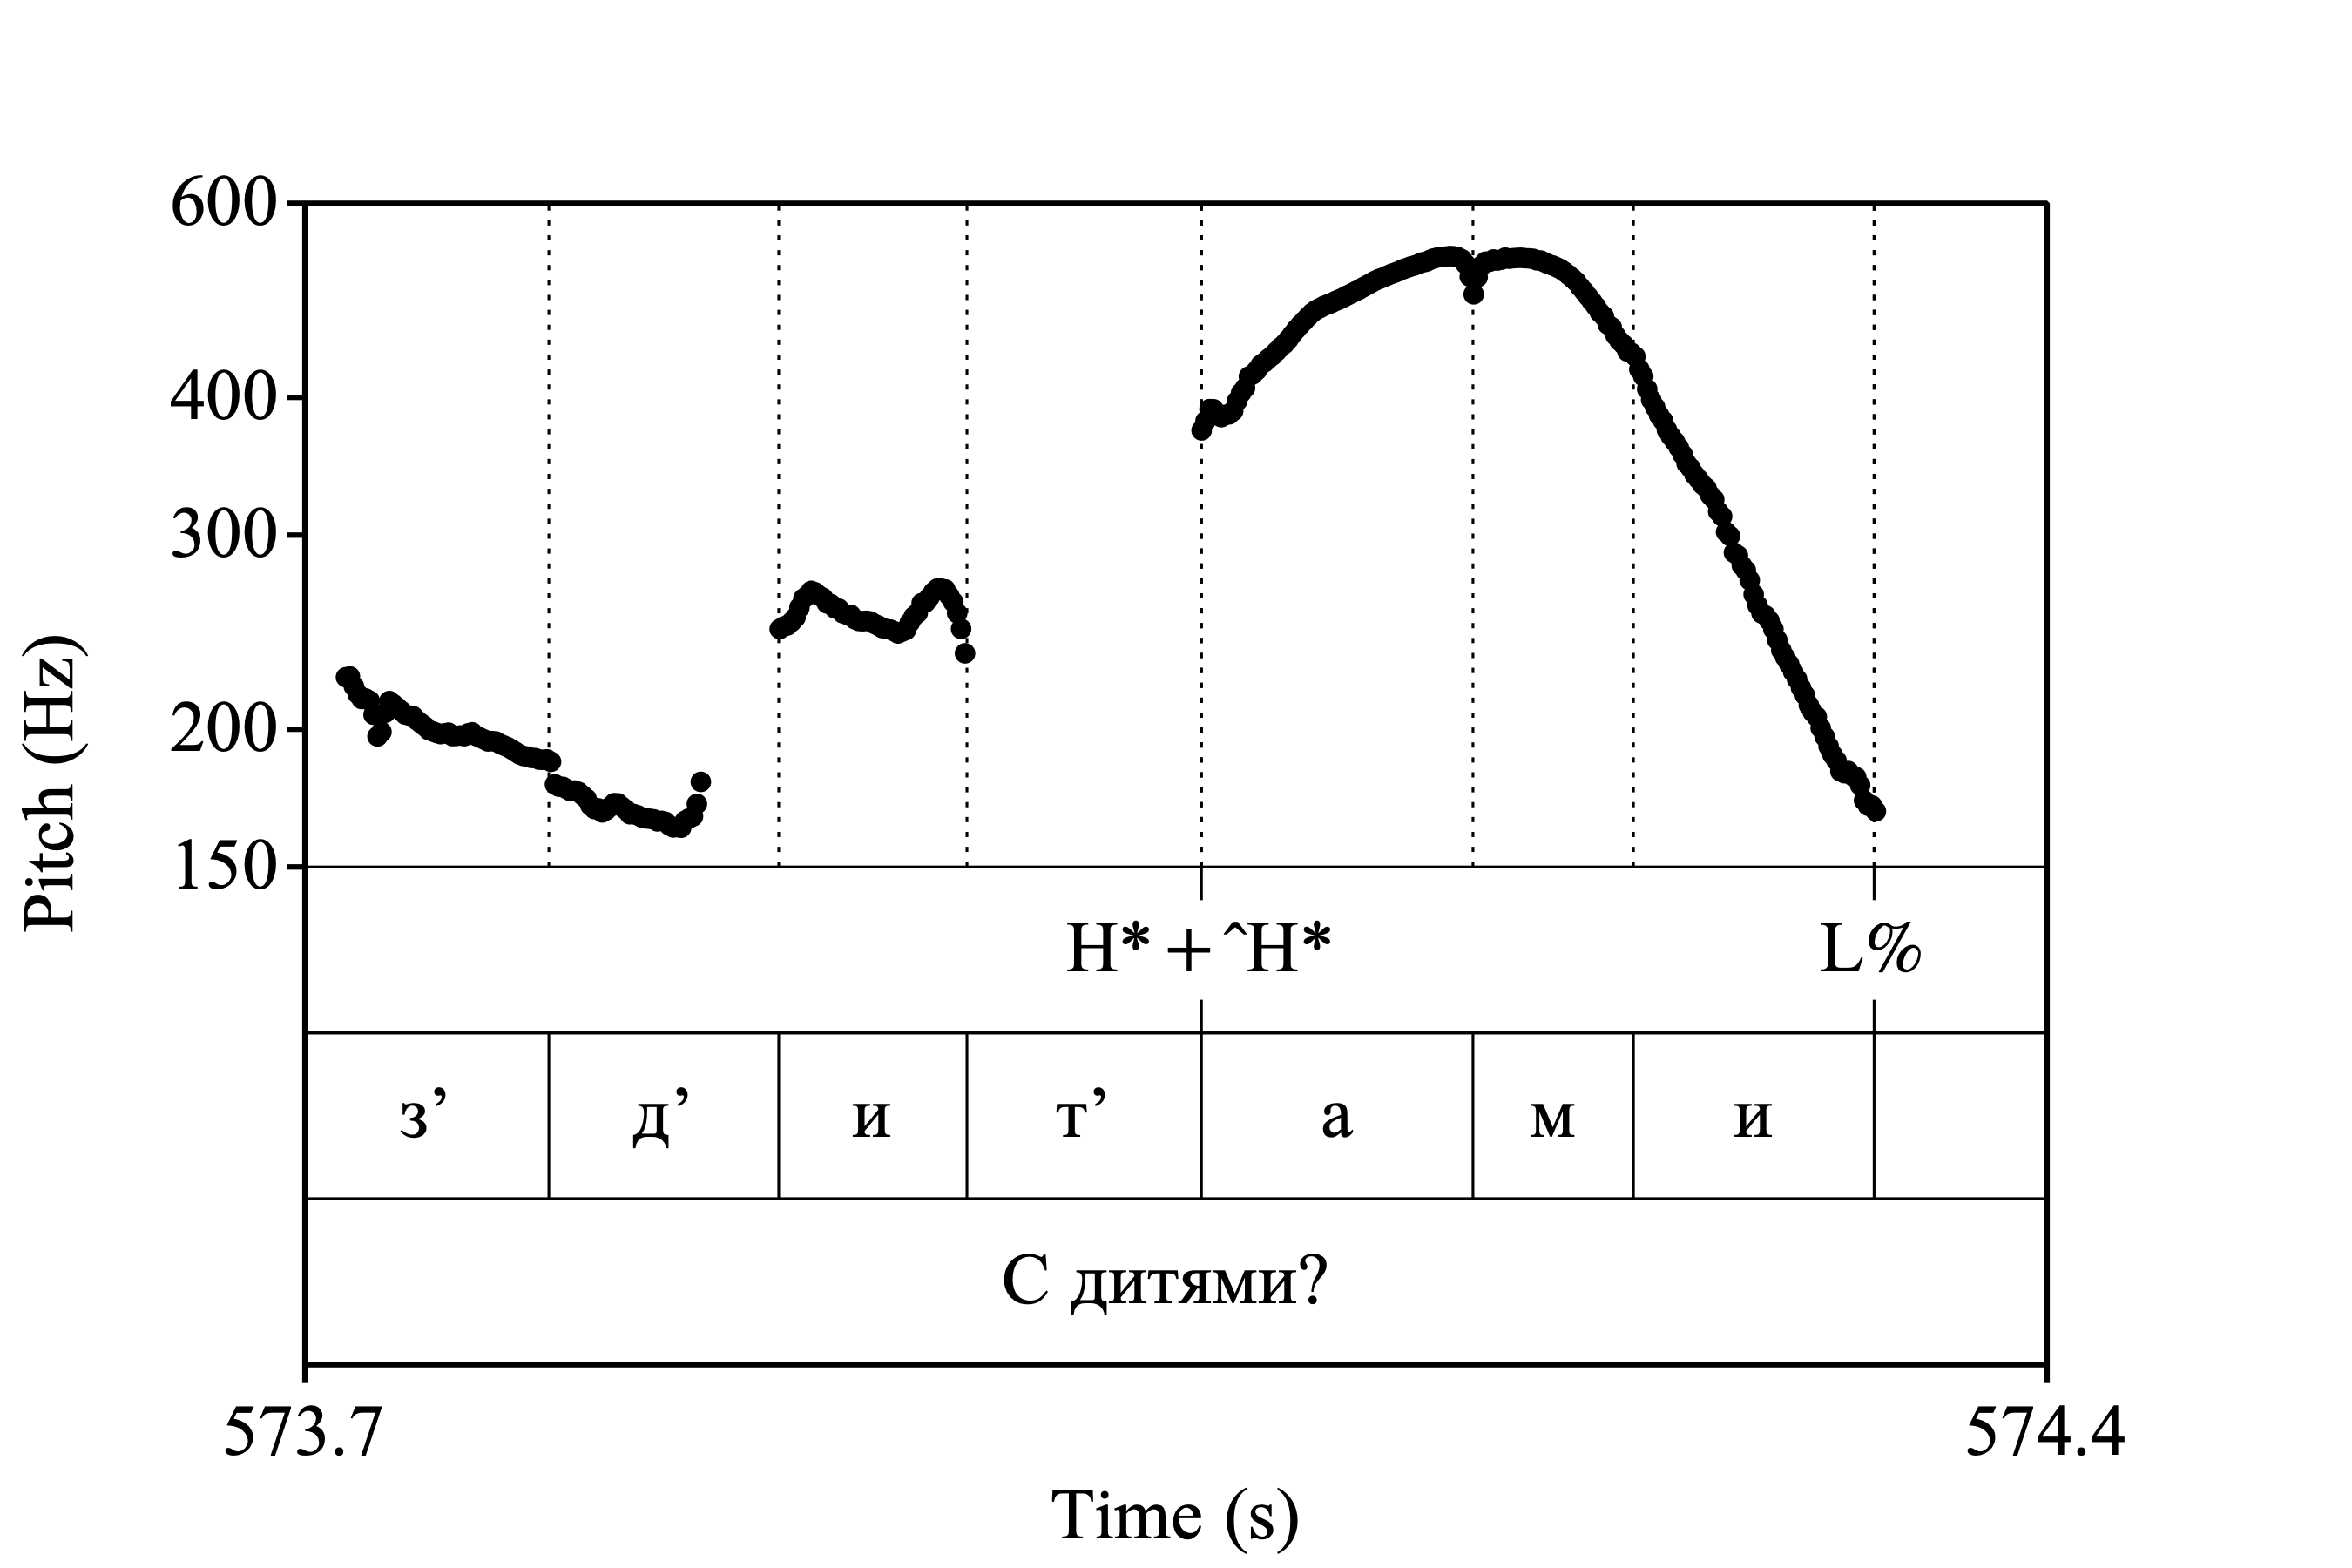 600
400
300
200
150
Pitch (Hz)
H* + ^H* L%
з’ д’ и т’ а м и
С дитями?
573.7 574.4
Time (s)